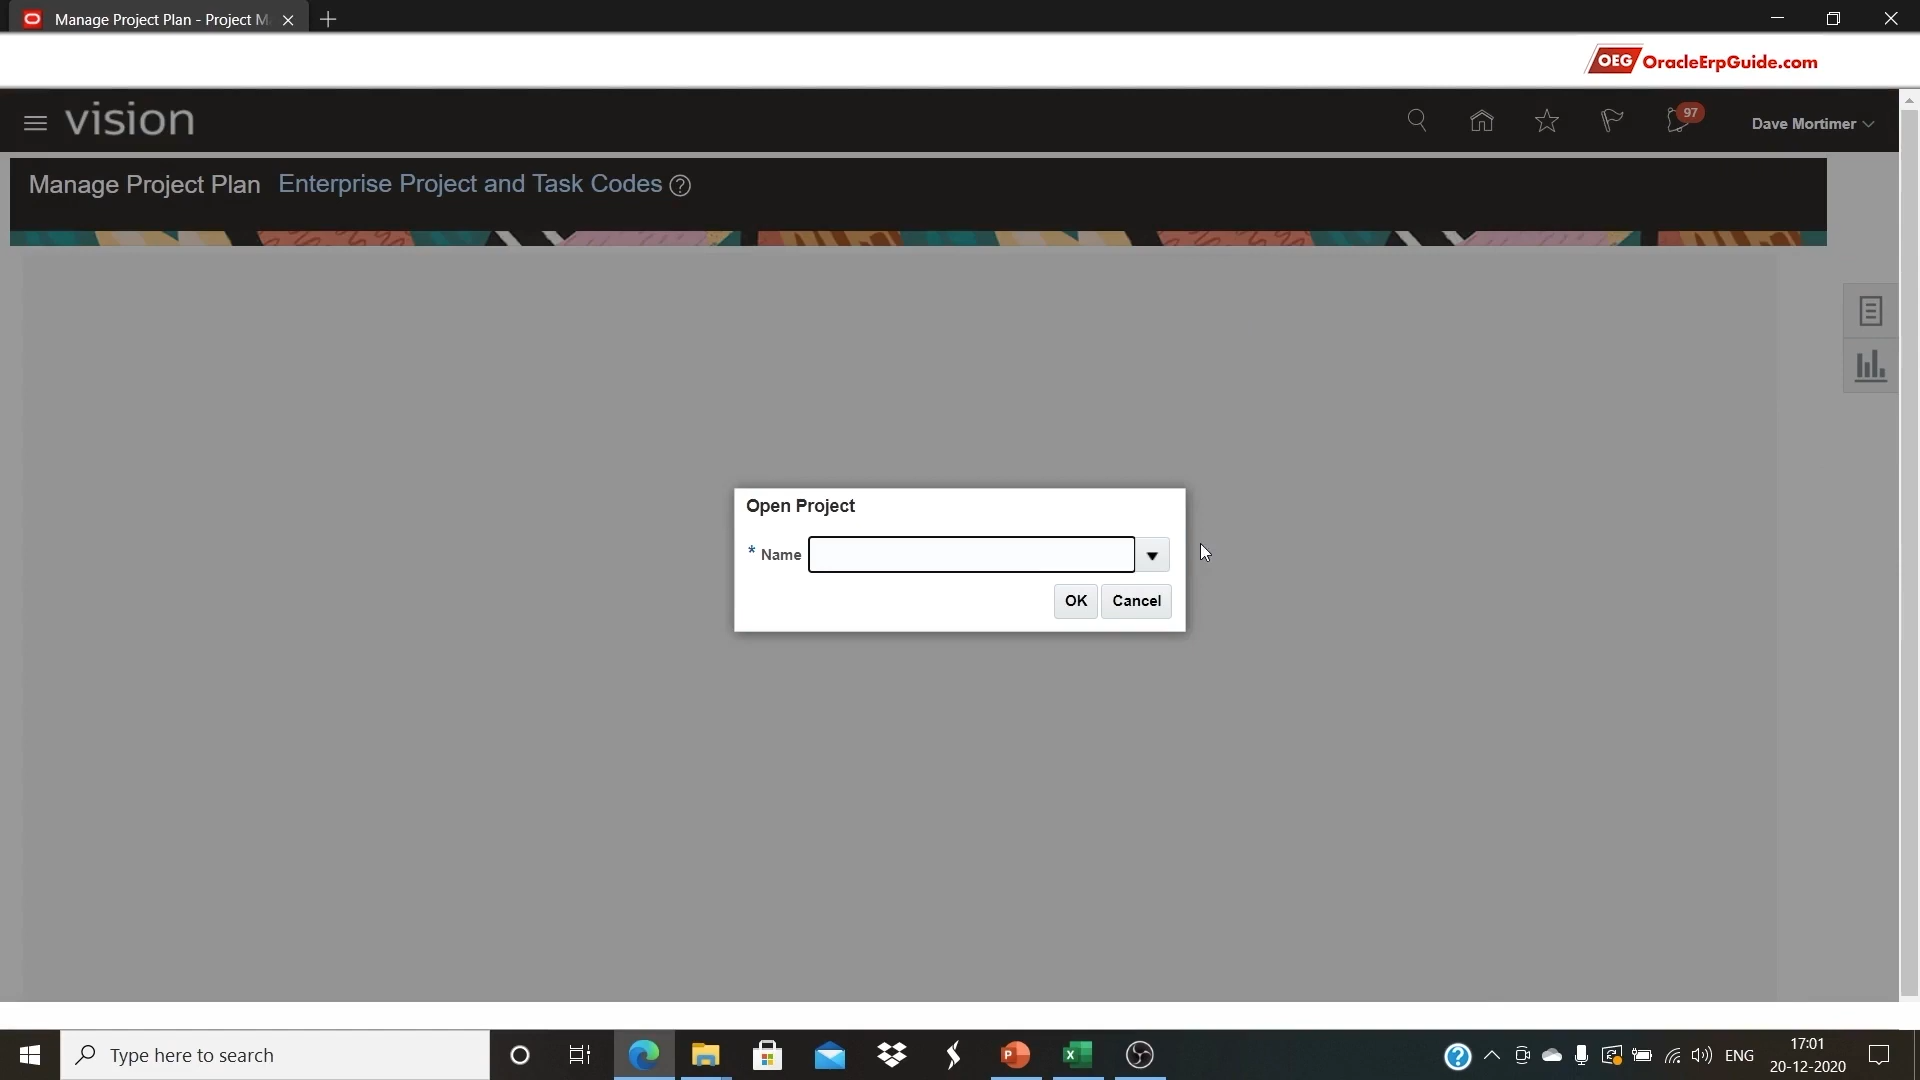 Manage Project Plan - Project M
OEG OracleErpGuide.com
vision
97
Dave Mortimer
Manage Project Plan Enterprise Project and Task Codes ?
Open Project
* Name
OK Cancel
Type here to search
ENG
17:01
20-12-2020